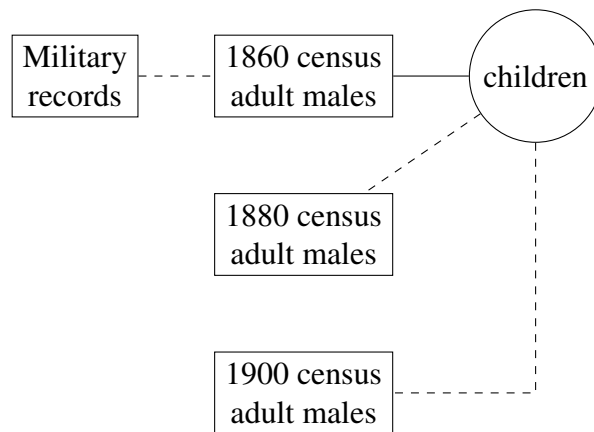 Military
records
1860 census
adult males
children
1880 census
adult males
1900 census
adult males